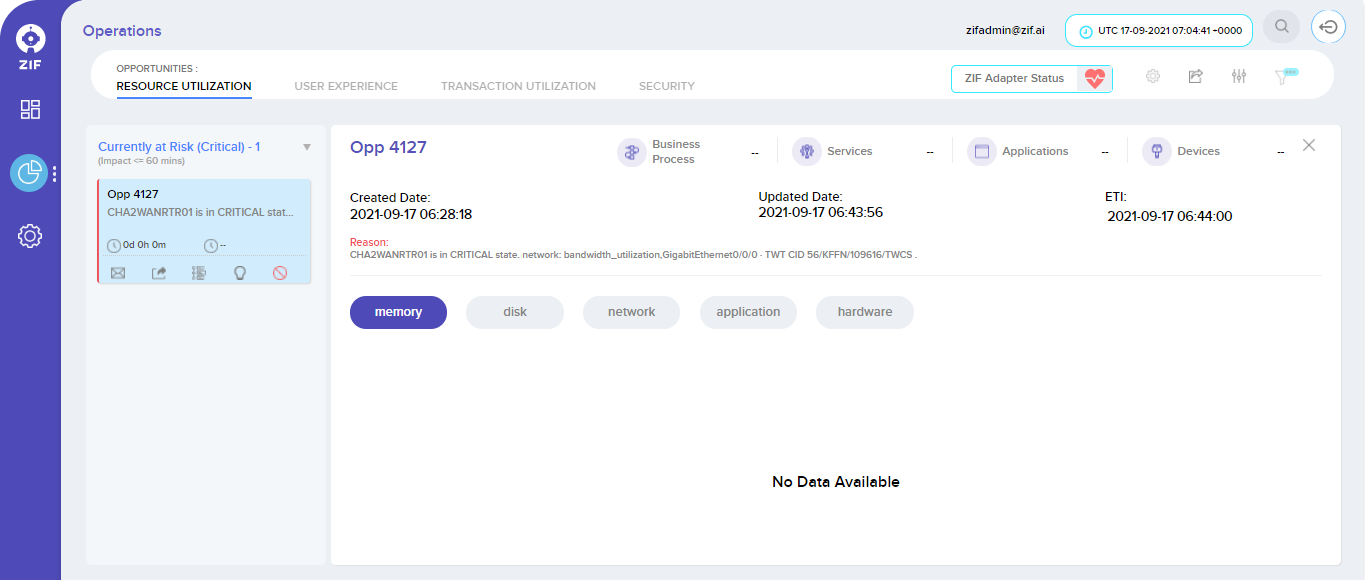 ZIF
Operations
zifadmin@zif.ai
UTC 17-09-2021 07:04:41 +0000
OPPORTUNITIES :
RESOURCE UTILIZATION
USER EXPERIENCE
TRANSACTION UTILIZATION
SECURITY
ZIF Adapter Status
Currently at Risk (Critical) - 1
(Impact <= 60 mins)
Opp 4127
CHA2WANRTR01 is in CRITICAL stat...
0d 0h 0m
--
Opp 4127
Business
Process
--
Services
--
Applications
--
Devices
--
Created Date:
2021-09-17 06:28:18
Updated Date:
2021-09-17 06:43:56
ETI:
2021-09-17 06:44:00
Reason:
CHA2WANRTR01 is in CRITICAL state. network: bandwidth_utilization,GigabitEthernet0/0/0 · TWT CID 56/KFFN/109616/TWCS .
memory
disk
network
application
hardware
No Data Available